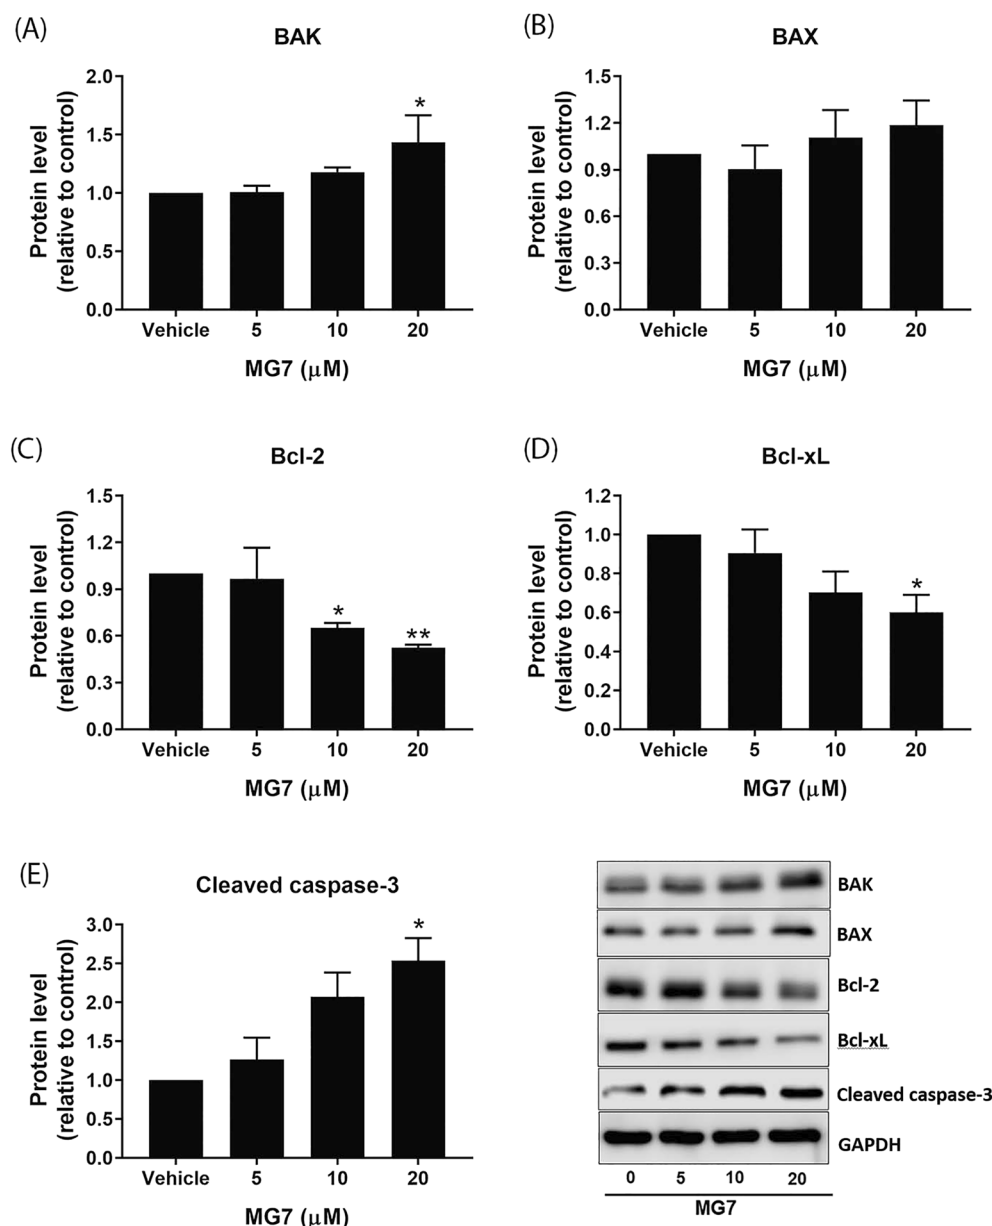 (A)
BAK
Protein level
(relative to control)
2.0
1.5
1.0
0.5
0.0
*
Vehicle 5 10 20
MG7 (μM)
(B)
BAX
Protein level
(relative to control)
1.5
1.2
0.9
0.6
0.3
0.0
Vehicle 5 10 20
MG7 (μM)
(C)
Bcl-2
Protein level
(relative to control)
1.5
1.2
0.9
0.6
0.3
0.0
*
**
Vehicle 5 10 20
MG7 (μM)
(D)
Bcl-xL
Protein level
(relative to control)
1.2
1.0
0.8
0.6
0.4
0.2
0.0
*
Vehicle 5 10 20
MG7 (μM)
(E)
Cleaved caspase-3
Protein level
(relative to control)
3.0
2.5
2.0
1.5
1.0
0.5
0.0
*
Vehicle 5 10 20
MG7 (μM)
BAK
BAX
Bcl-2
Bcl-xL
Cleaved caspase-3
GAPDH
0 5 10 20
MG7